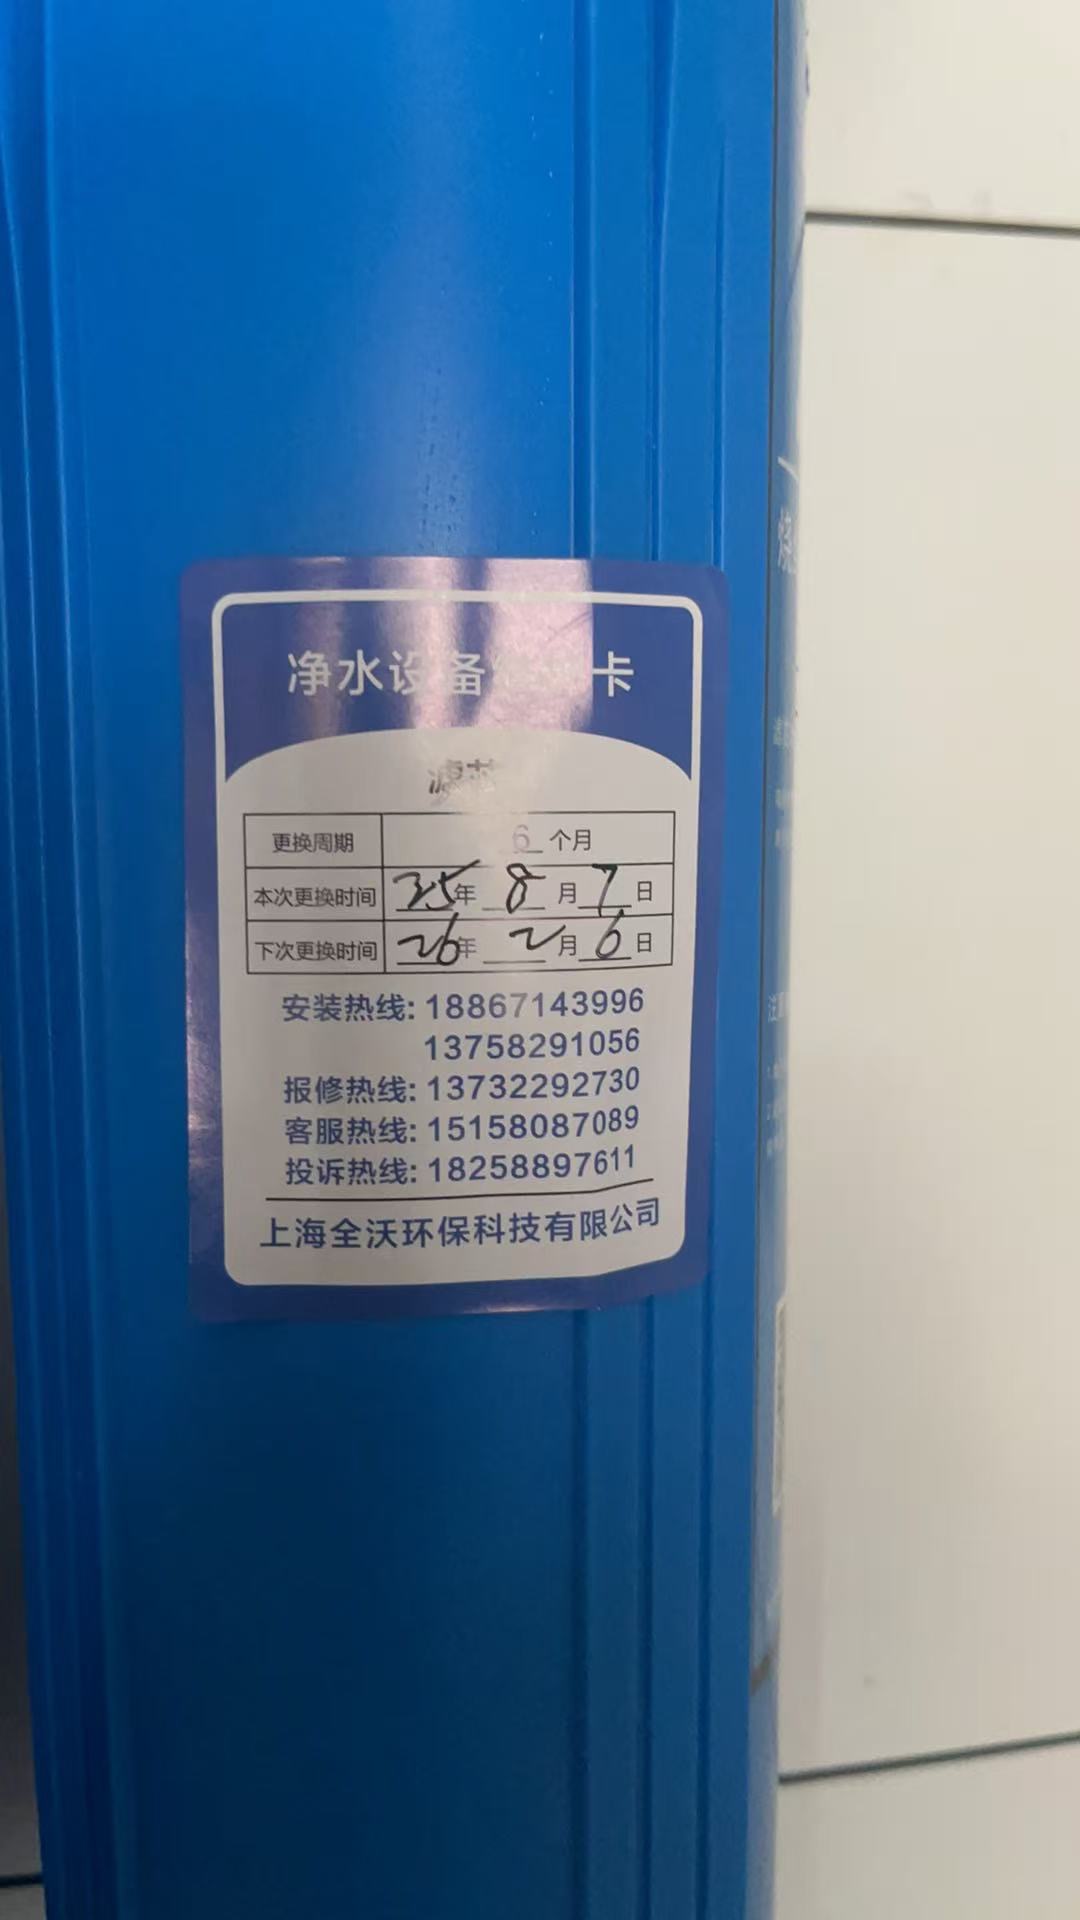 净水设备卡
滤芯
更换周期 6 个月
本次更换时间 25年 8 月 7 日
下次更换时间 26年 2 月 6 日
安装热线: 18867143996
13758291056
报修热线: 13732292730
客服热线: 15158087089
投诉热线: 18258897611
上海全沃环保科技有限公司